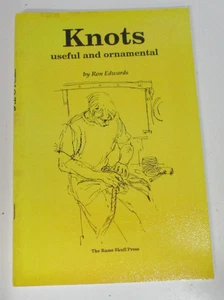 Knots
useful and ornamental
by Ron Edwards
The Rams Skull Press